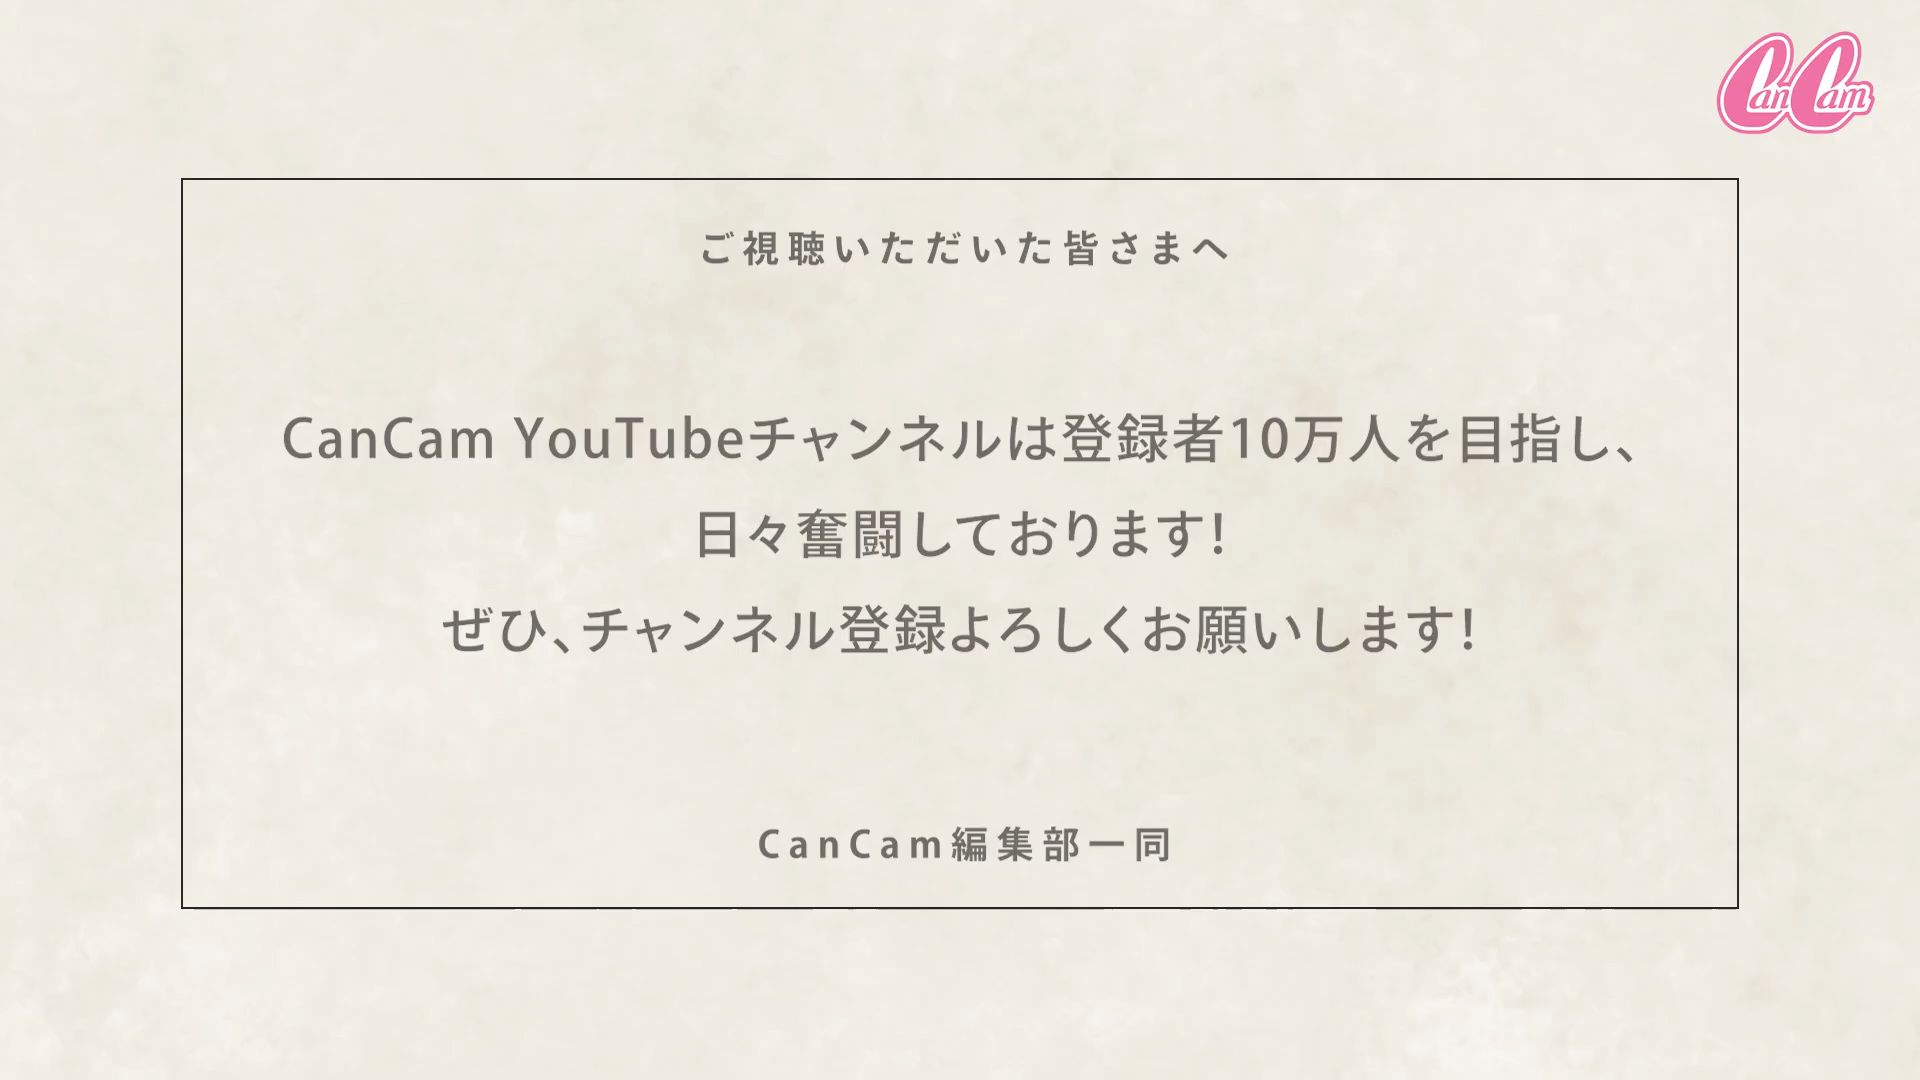 CanCam
ご視聴いただいた皆さまへ
CanCam YouTubeチャンネルは登録者10万人を目指し、
日々奮闘しております!
ぜひ、チャンネル登録よろしくお願いします!
CanCam編集部一同